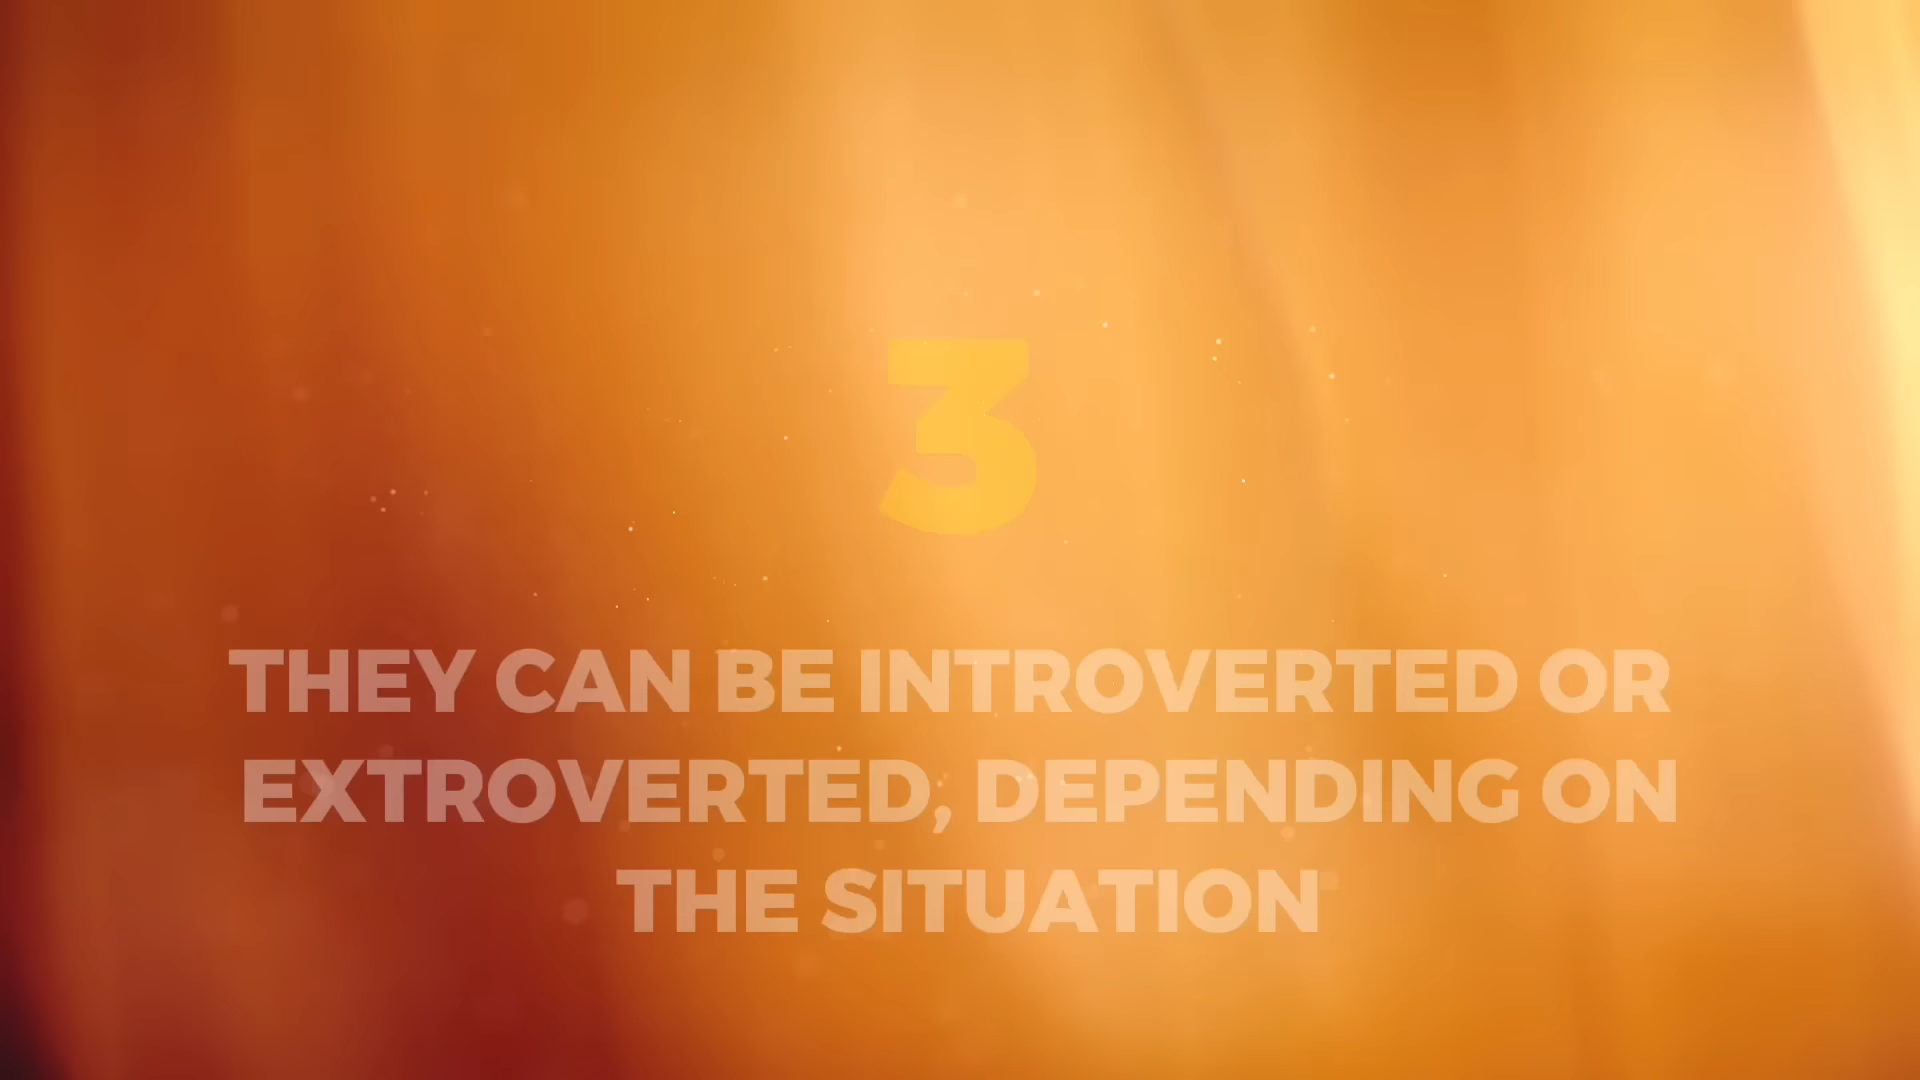 3
THEY CAN BE INTROVERTED OR
EXTROVERTED, DEPENDING ON
THE SITUATION